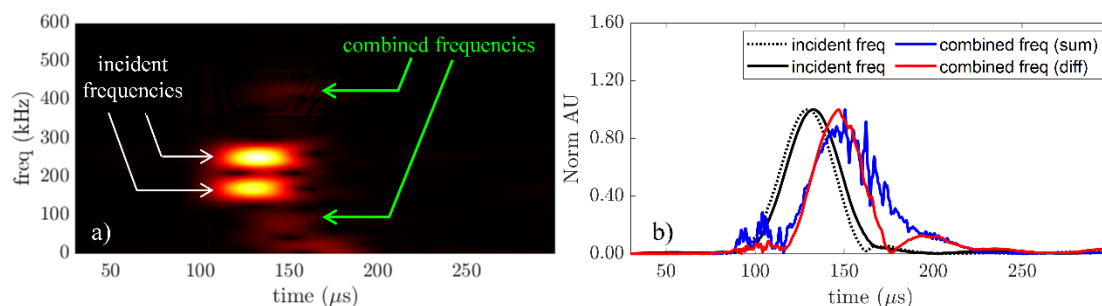 600
500
400
300
200
100
0
freq (kHz)
incident
frequencies
combined frequencies
a)
50
100
150
200
250
time (μs)
1.60
1.20
0.80
0.40
0.00
Norm AU
incident freq
combined freq (sum)
incident freq
combined freq (diff)
b)
50
100
150
200
250
time (μs)